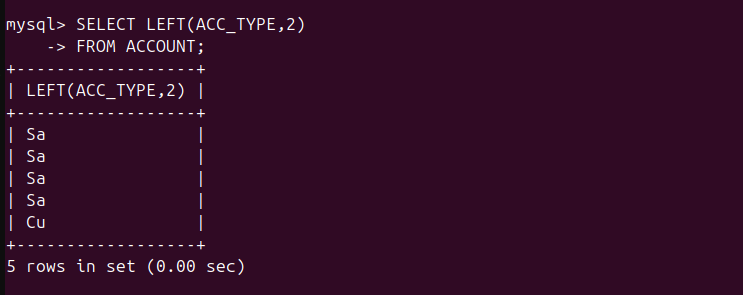 mysql> SELECT LEFT(ACC_TYPE,2)
    -> FROM ACCOUNT;
+------------------+
| LEFT(ACC_TYPE,2) |
+------------------+
| Sa               |
| Sa               |
| Sa               |
| Sa               |
| Cu               |
+------------------+
5 rows in set (0.00 sec)